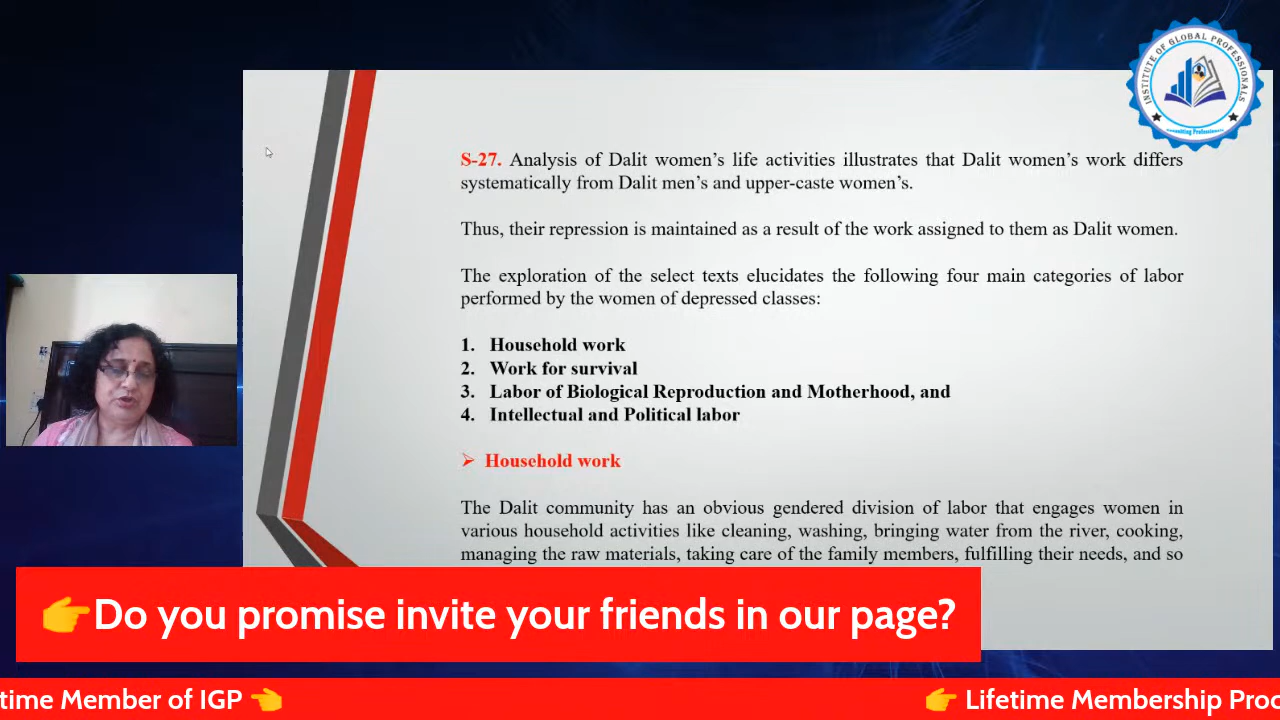 INSTITUTE OF GLOBAL PROFESSIONALS
S-27. Analysis of Dalit women’s life activities illustrates that Dalit women’s work differs
systematically from Dalit men’s and upper-caste women’s.
Thus, their repression is maintained as a result of the work assigned to them as Dalit women.
The exploration of the select texts elucidates the following four main categories of labor
performed by the women of depressed classes:
1. Household work
2. Work for survival
3. Labor of Biological Reproduction and Motherhood, and
4. Intellectual and Political labor
➢ Household work
The Dalit community has an obvious gendered division of labor that engages women in
various household activities like cleaning, washing, bringing water from the river, cooking,
managing the raw materials, taking care of the family members, fulfilling their needs, and so
👉Do you promise invite your friends in our page?
time Member of IGP 👈 👉 Lifetime Membership Proc